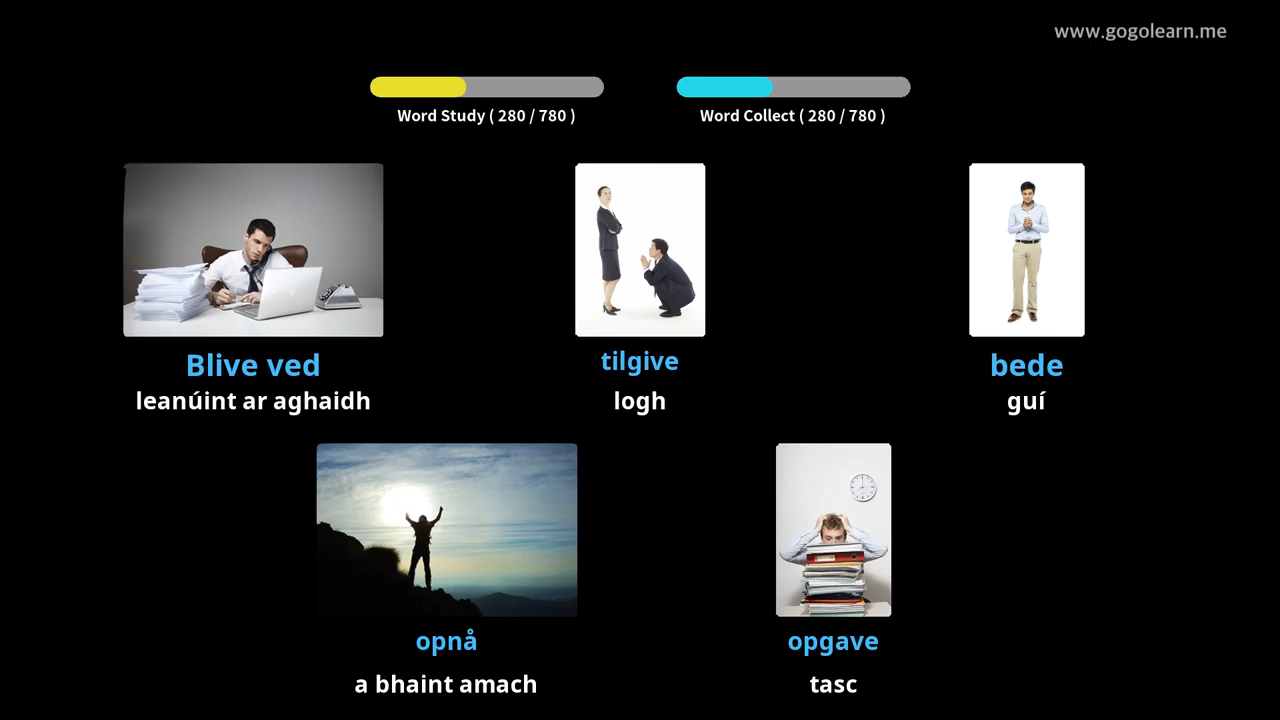 www.gogolearn.me
Word Study ( 280 / 780 )
Word Collect ( 280 / 780 )
Blive ved
leanúint ar aghaidh
tilgive
logh
bede
guí
opnå
a bhaint amach
opgave
tasc